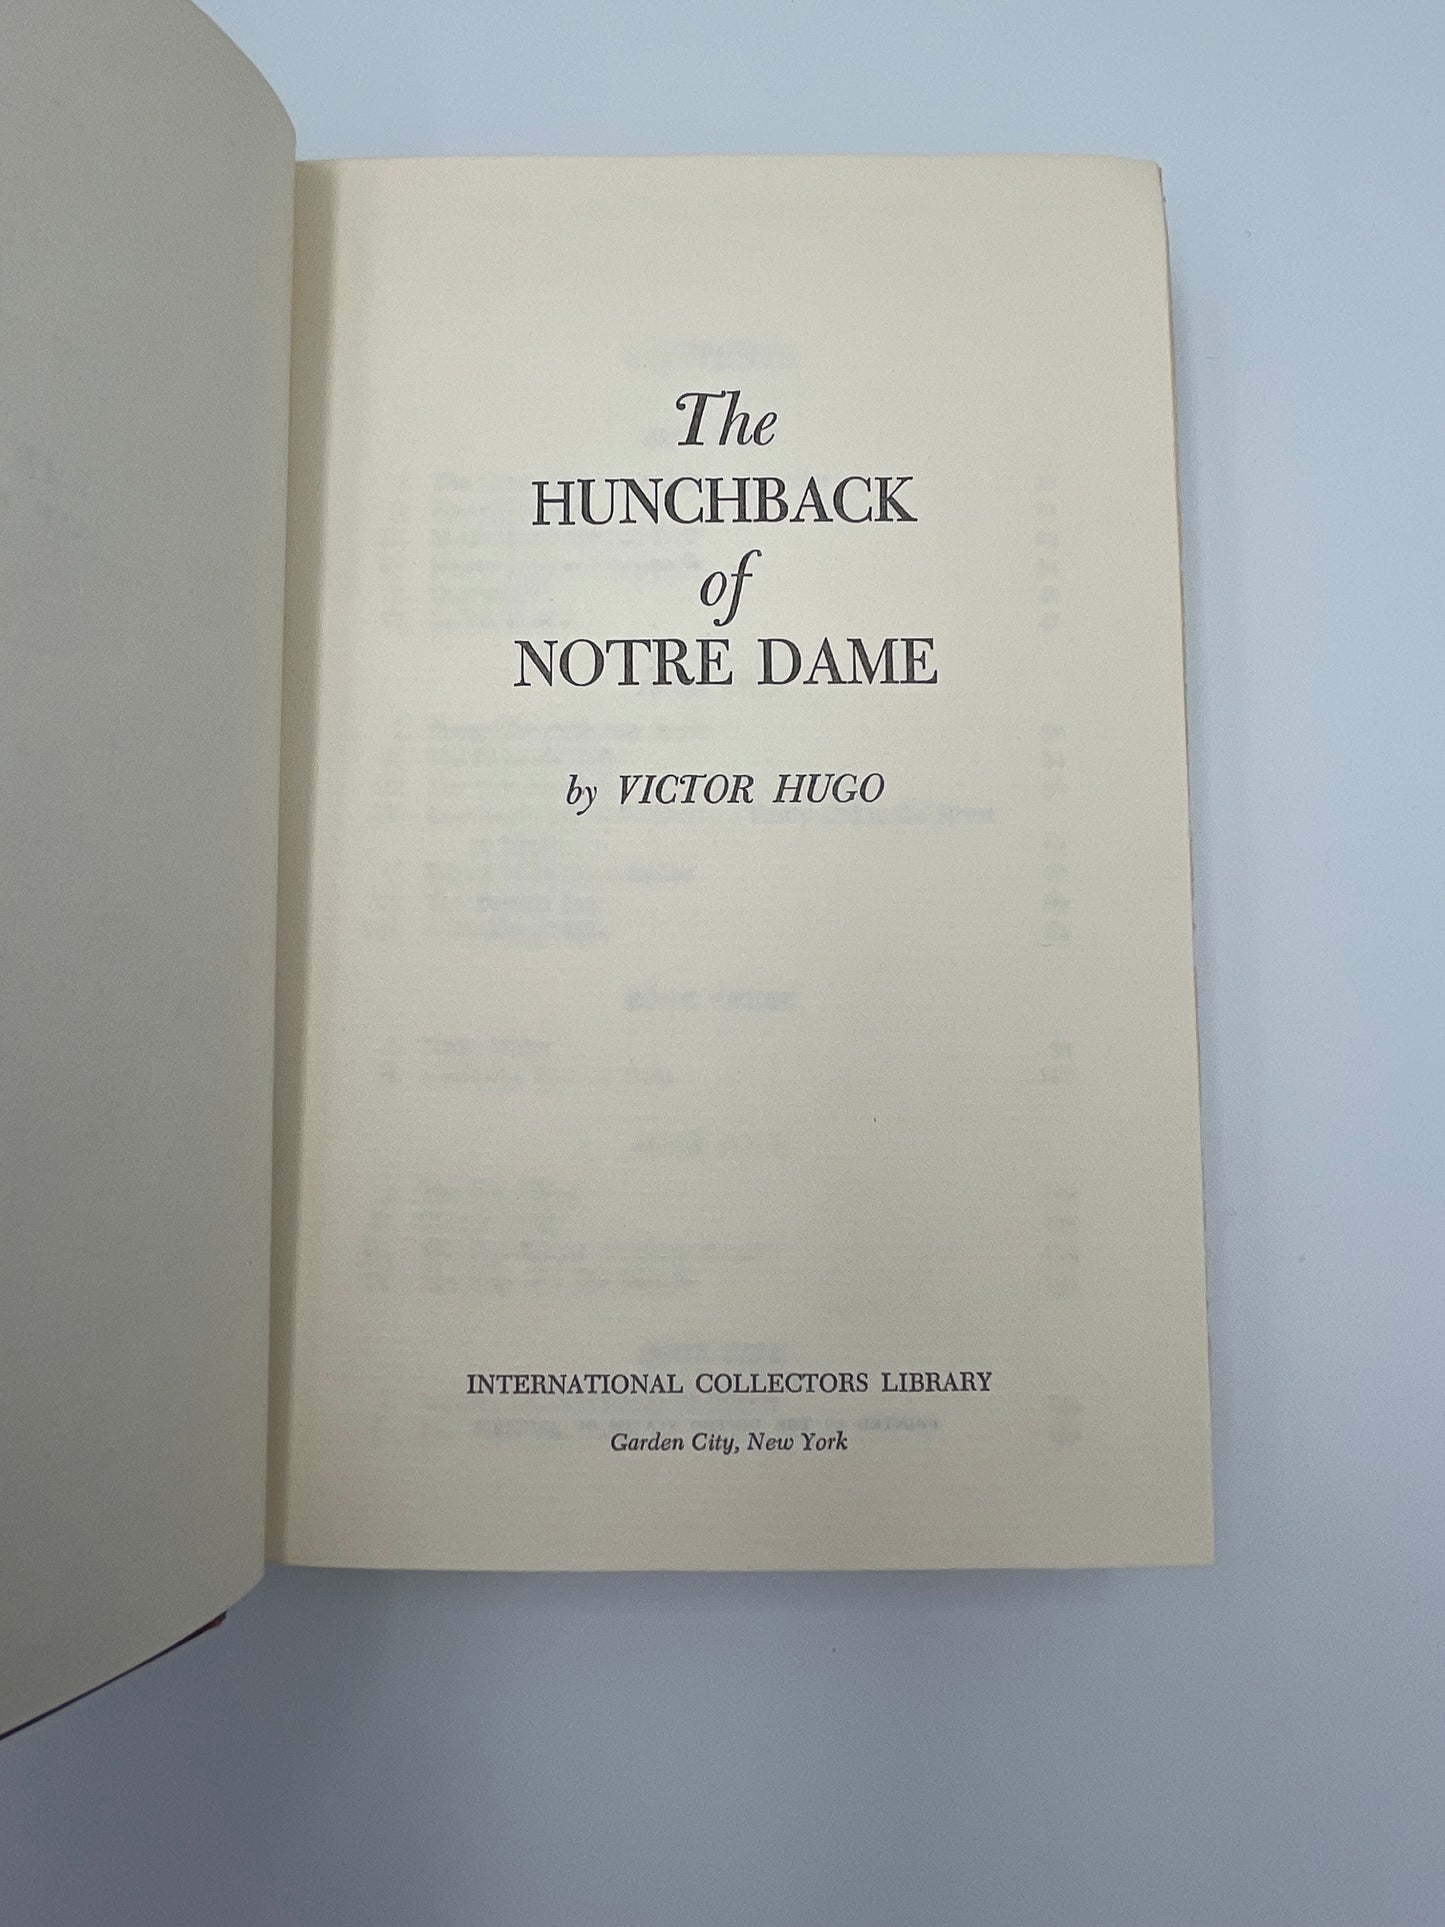 The
HUNCHBACK
of
NOTRE DAME
by VICTOR HUGO
INTERNATIONAL COLLECTORS LIBRARY
Garden City, New York